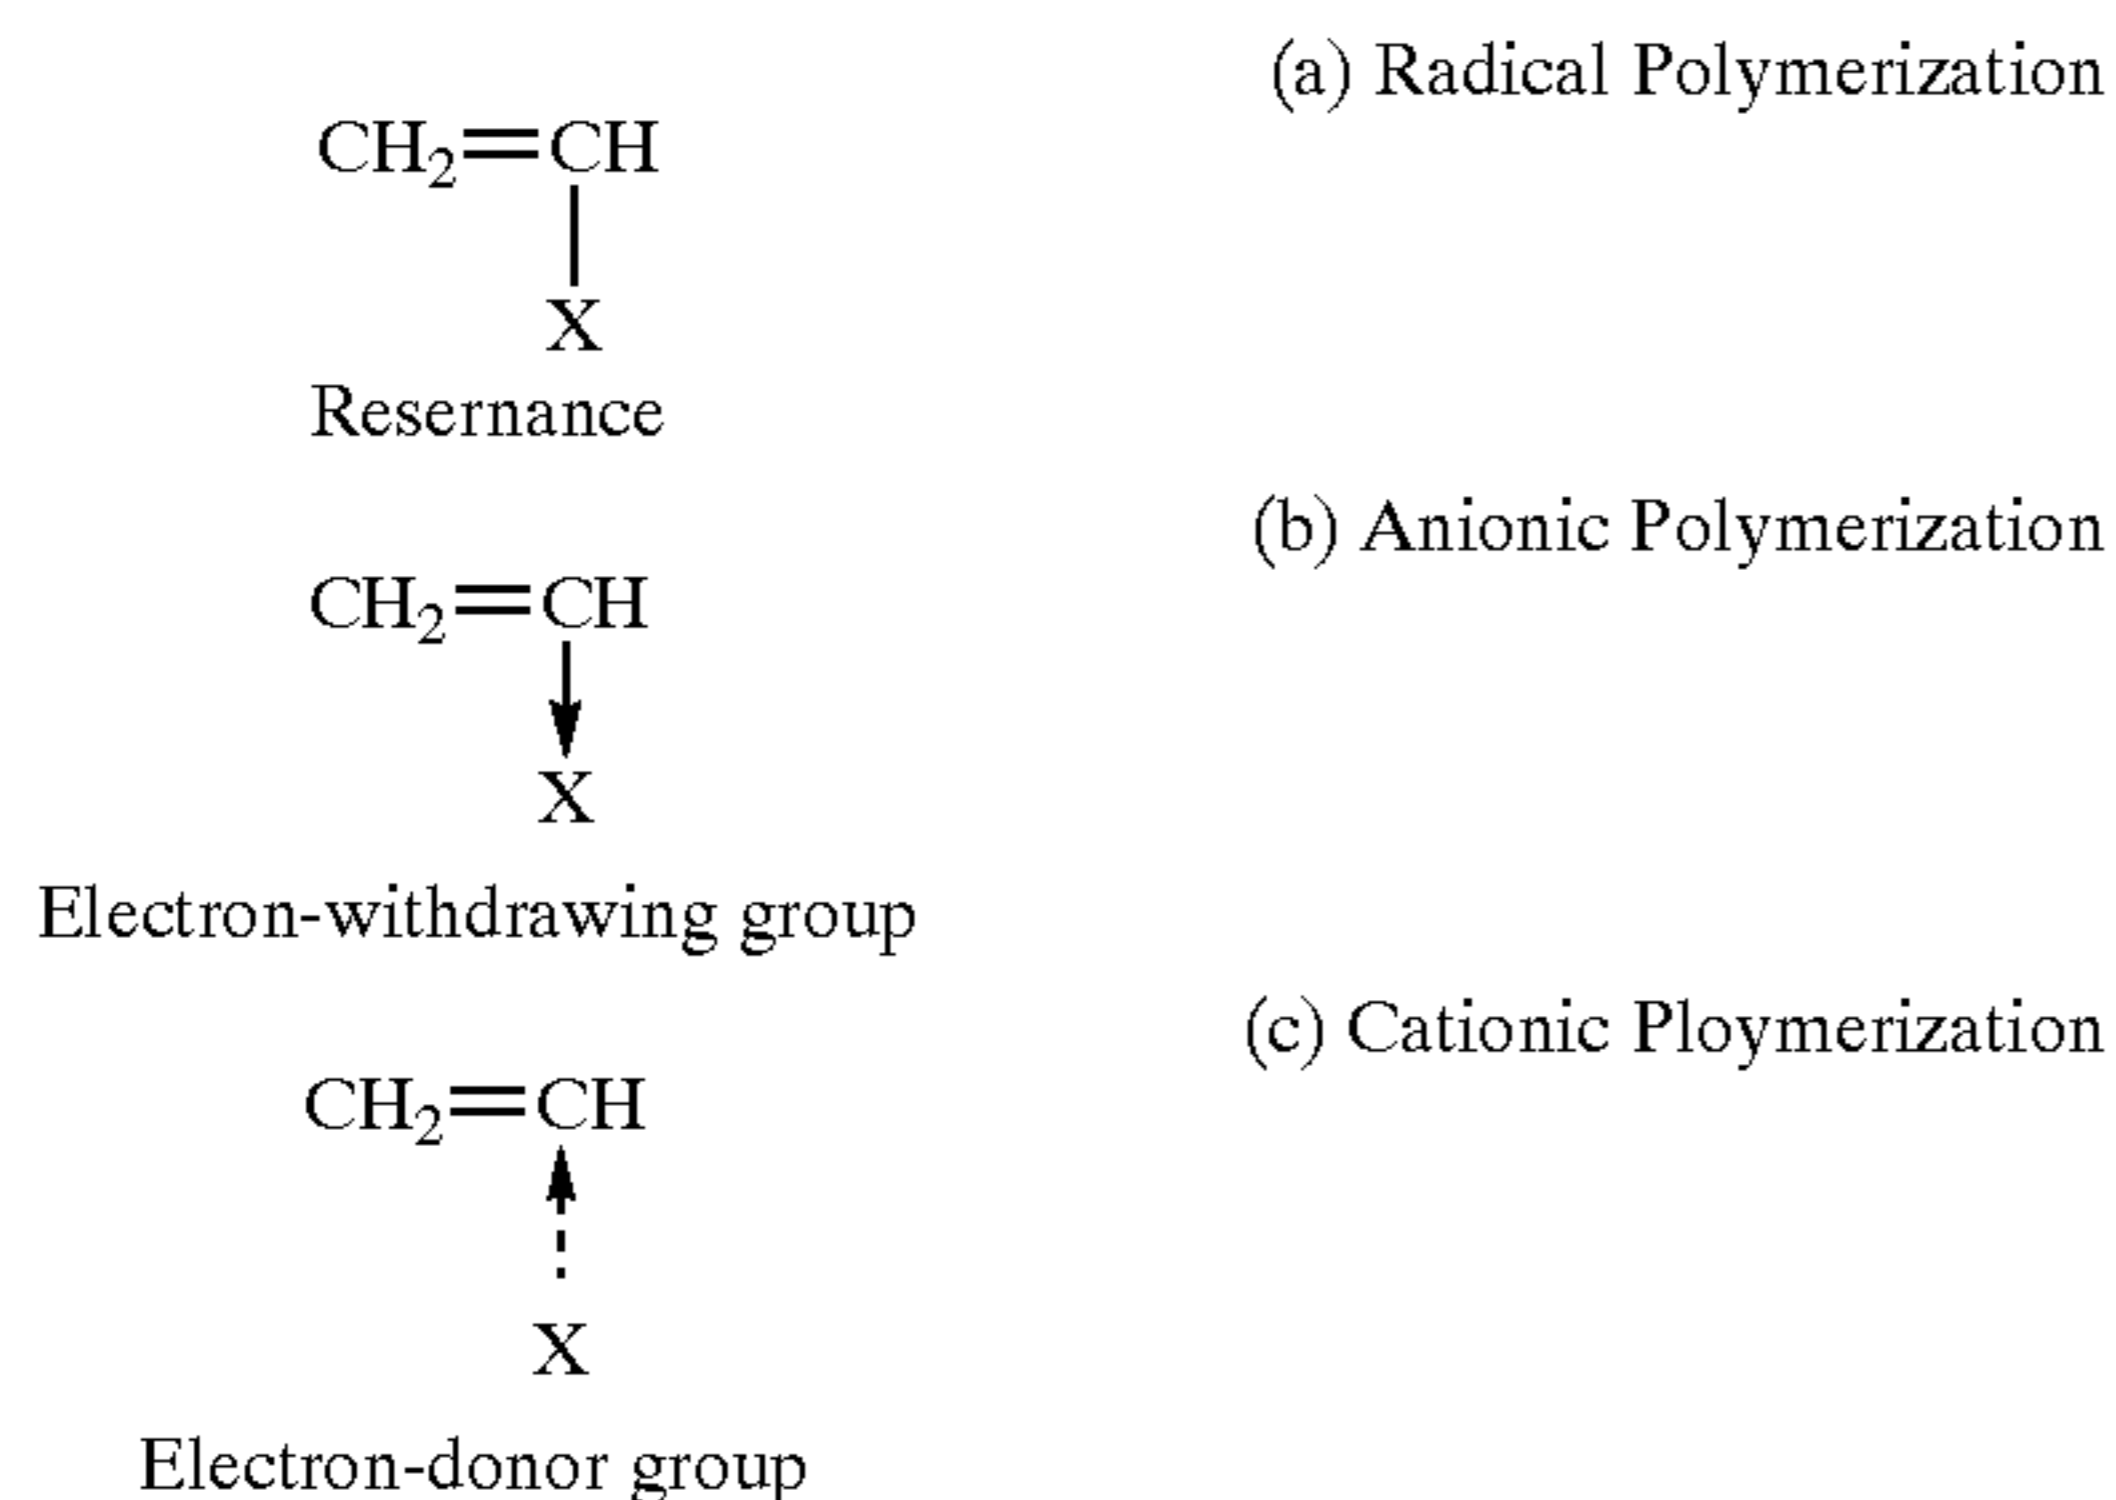 (a) Radical Polymerization
CH2=CH
X
Resernance
(b) Anionic Polymerization
CH2=CH
X
Electron-withdrawing group
(c) Cationic Ploymerization
CH2=CH
X
Electron-donor group